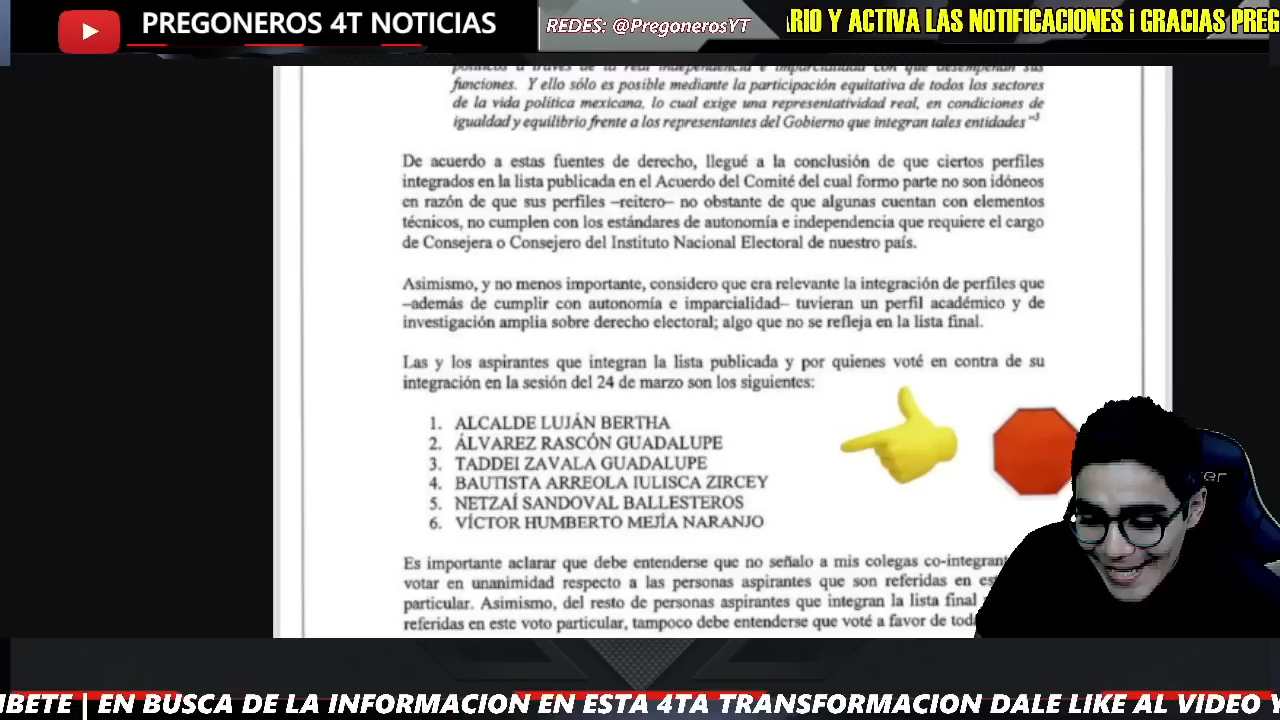 PREGONEROS 4T NOTICIAS
REDES: @PregonerosYT
RIO Y ACTIVA LAS NOTIFICACIONES ¡ GRACIAS PREG
políticos a través de la real independencia e imparcialidad con que desempeñan sus
funciones. Y ello sólo es posible mediante la participación equitativa de todos los sectores
de la vida política mexicana, lo cual exige una representatividad real, en condiciones de
igualdad y equilibrio frente a los representantes del Gobierno que integran tales entidades"³
De acuerdo a estas fuentes de derecho, llegué a la conclusión de que ciertos perfiles
integrados en la lista publicada en el Acuerdo del Comité del cual formo parte no son idóneos
en razón de que sus perfiles –reitero– no obstante de que algunas cuentan con elementos
técnicos, no cumplen con los estándares de autonomía e independencia que requiere el cargo
de Consejera o Consejero del Instituto Nacional Electoral de nuestro país.
Asimismo, y no menos importante, considero que era relevante la integración de perfiles que
–además de cumplir con autonomía e imparcialidad– tuvieran un perfil académico y de
investigación amplia sobre derecho electoral; algo que no se refleja en la lista final.
Las y los aspirantes que integran la lista publicada y por quienes voté en contra de su
integración en la sesión del 24 de marzo son los siguientes:
1. ALCALDE LUJÁN BERTHA
2. ÁLVAREZ RASCÓN GUADALUPE
3. TADDEI ZAVALA GUADALUPE
4. BAUTISTA ARREOLA IULISCA ZIRCEY
5. NETZAÍ SANDOVAL BALLESTEROS
6. VÍCTOR HUMBERTO MEJÍA NARANJO
Es importante aclarar que debe entenderse que no señalo a mis colegas co-integrant
votar en unanimidad respecto a las personas aspirantes que son referidas en es
particular. Asimismo, del resto de personas aspirantes que integran la lista final
referidas en este voto particular, tampoco debe entenderse que voté a favor de tod
IBETE | EN BUSCA DE LA INFORMACION EN ESTA 4TA TRANSFORMACION DALE LIKE AL VIDEO Y